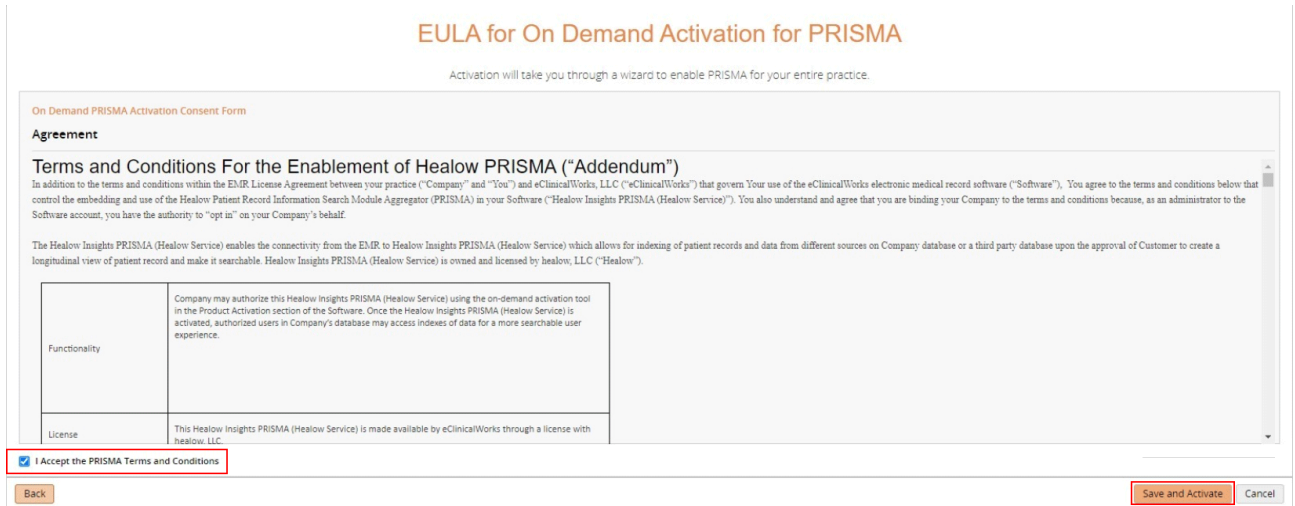 EULA for On Demand Activation for PRISMA
Activation will take you through a wizard to enable PRISMA for your entire practice.
On Demand PRISMA Activation Consent Form
Agreement
Terms and Conditions For the Enablement of Healow PRISMA (“Addendum”)
In addition to the terms and conditions within the EMR License Agreement between your practice (“Company” and “You”) and eClinicalWorks, LLC (“eClinicalWorks”) that govern Your use of the eClinicalWorks electronic medical record software (“Software”), You agree to the terms and conditions below that
control the embedding and use of the Healow Patient Record Information Search Module Aggregator (PRISMA) in your Software (“Healow Insights PRISMA (Healow Service)”). You also understand and agree that you are binding your Company to the terms and conditions because, as an administrator to the
Software account, you have the authority to “opt in” on your Company’s behalf.
The Healow Insights PRISMA (Healow Service) enables the connectivity from the EMR to Healow Insights PRISMA (Healow Service) which allows for indexing of patient records and data from different sources on Company database or a third party database upon the approval of Customer to create a
longitudinal view of patient record and make it searchable. Healow Insights PRISMA (Healow Service) is owned and licensed by healow, LLC (“Healow”).
Company may authorize this Healow Insights PRISMA (Healow Service) using the on-demand activation tool
in the Product Activation section of the Software. Once the Healow Insights PRISMA (Healow Service) is
activated, authorized users in Company’s database may access indexes of data for a more searchable user
experience.
Functionality
This Healow Insights PRISMA (Healow Service) is made available by eClinicalWorks through a license with
License
healow, LLC.
I Accept the PRISMA Terms and Conditions
Back
Save and Activate
Cancel